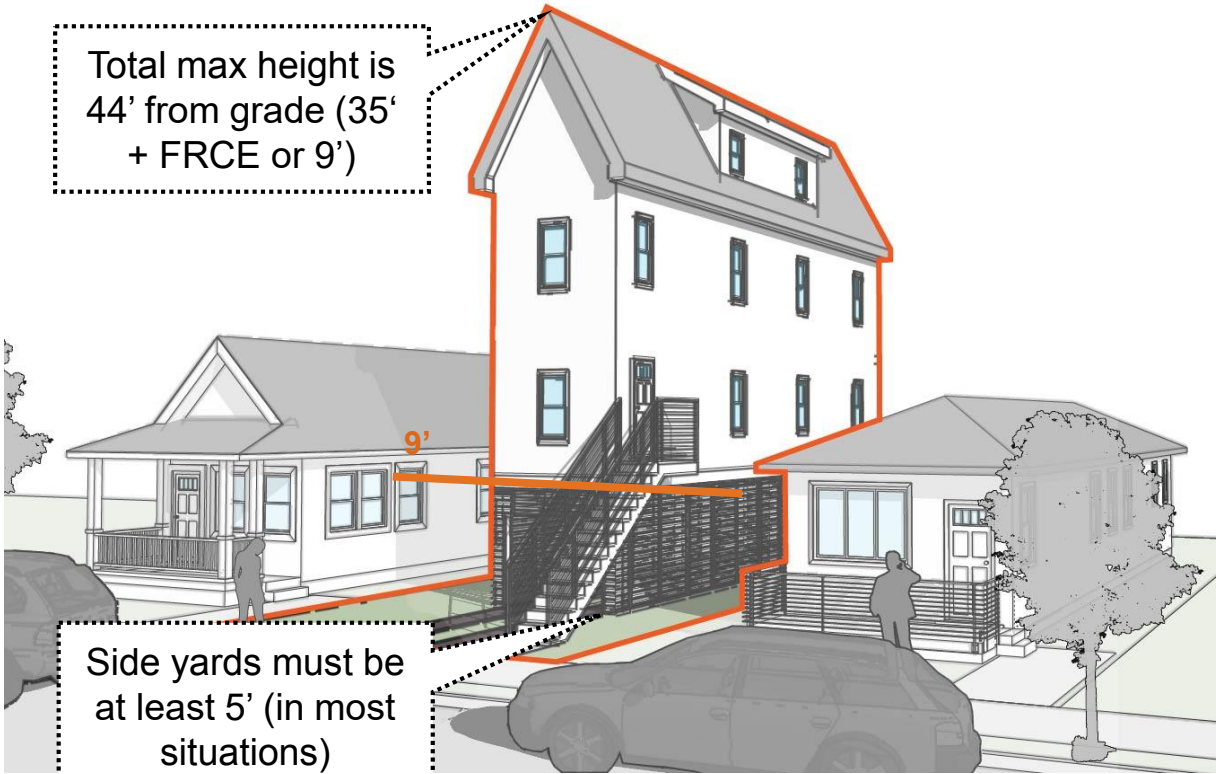 Total max height is
44’ from grade (35‘
+ FRCE or 9’)
9’
Side yards must be
at least 5’ (in most
situations)